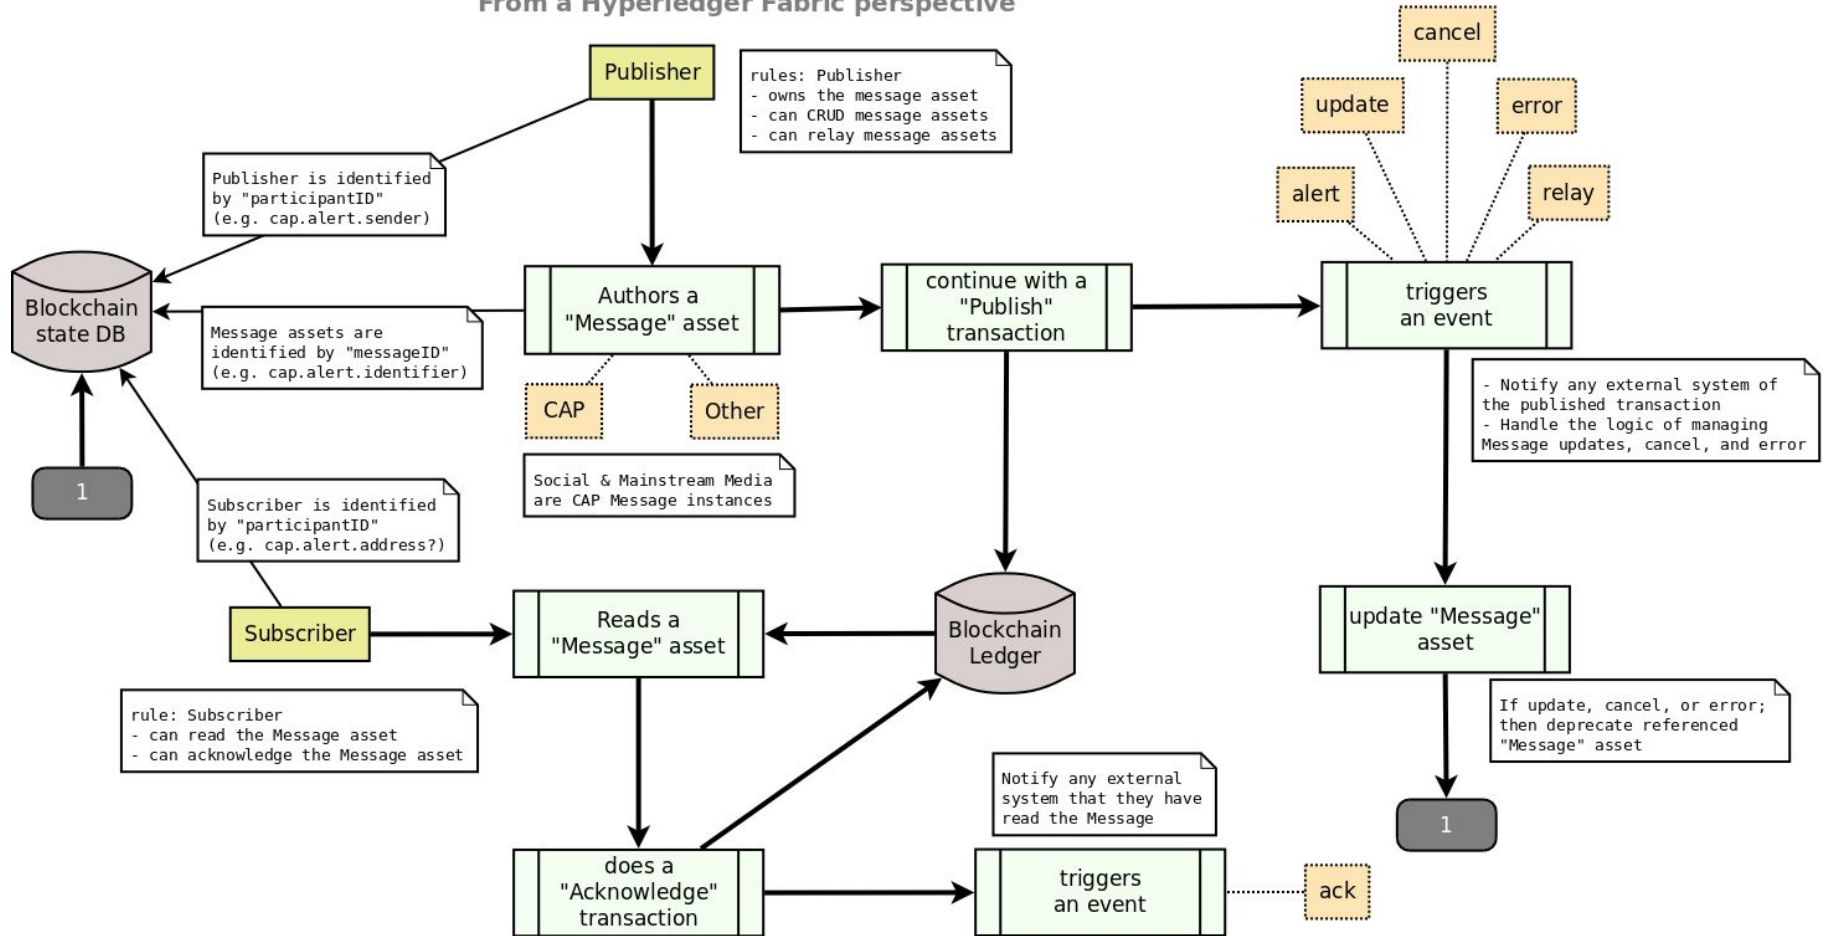 From a Hyperledger Fabric perspective
cancel
Publisher
rules: Publisher
- owns the message asset
- can CRUD message assets
- can relay message assets
update
error
Publisher is identified
by "participantID"
(e.g. cap.alert.sender)
alert
relay
Blockchain
state DB
Message assets are
identified by "messageID"
(e.g. cap.alert.identifier)
Authors a
"Message" asset
continue with a
"Publish"
transaction
triggers
an event
CAP
Other
- Notify any external system of
the published transaction
- Handle the logic of managing
Message updates, cancel, and error
1
Social & Mainstream Media
are CAP Message instances
Subscriber is identified
by "participantID"
(e.g. cap.alert.address?)
Subscriber
Reads a
"Message" asset
Blockchain
Ledger
update "Message"
asset
rule: Subscriber
- can read the Message asset
- can acknowledge the Message asset
If update, cancel, or error;
then deprecate referenced
"Message" asset
Notify any external
system that they have
read the Message
1
does a
"Acknowledge"
transaction
triggers
an event
ack